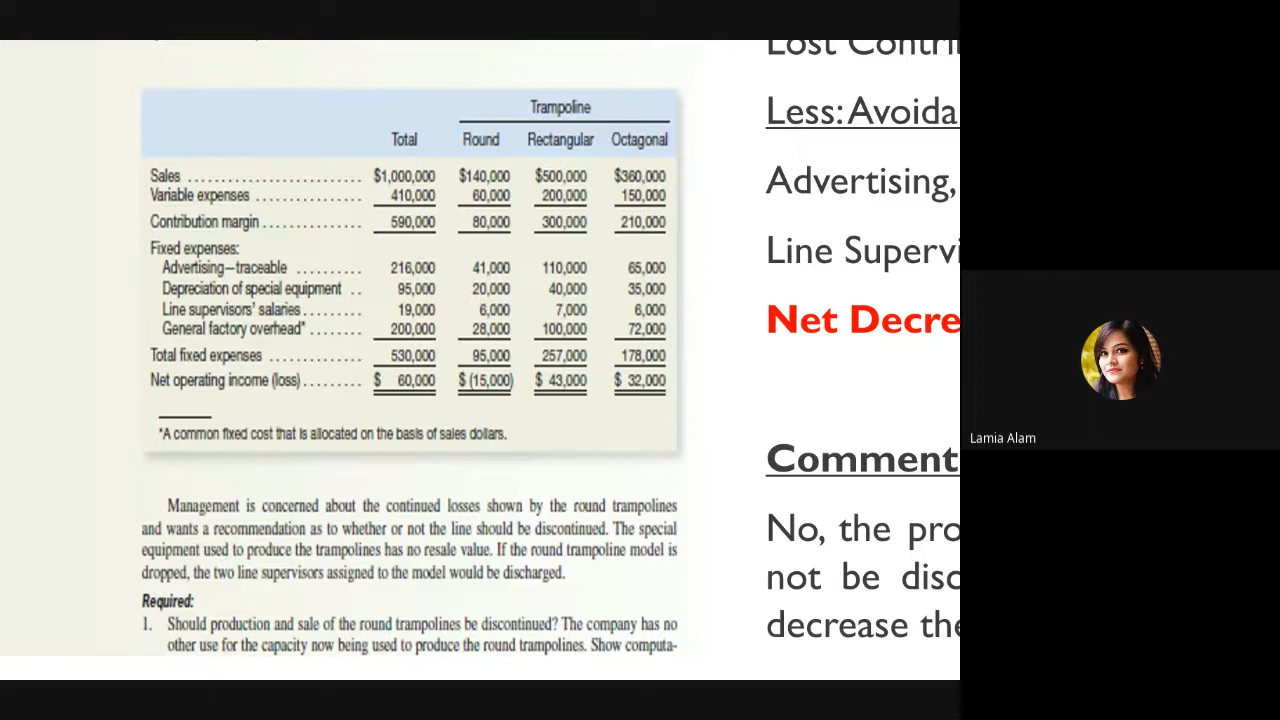 Trampoline
Total Round Rectangular Octagonal
Sales ......................... $1,000,000 $140,000 $500,000 $360,000
Variable expenses ................ 410,000 60,000 200,000 150,000
Contribution margin ............... 590,000 80,000 300,000 210,000
Fixed expenses:
Advertising—traceable .......... 216,000 41,000 110,000 65,000
Depreciation of special equipment .. 95,000 20,000 40,000 35,000
Line supervisors' salaries ......... 19,000 6,000 7,000 6,000
General factory overhead* ........ 200,000 28,000 100,000 72,000
Total fixed expenses .............. 530,000 95,000 257,000 178,000
Net operating income (loss) ......... $ 60,000 $ (15,000) $ 43,000 $ 32,000
*A common fixed cost that is allocated on the basis of sales dollars.
Management is concerned about the continued losses shown by the round trampolines
and wants a recommendation as to whether or not the line should be discontinued. The special
equipment used to produce the trampolines has no resale value. If the round trampoline model is
dropped, the two line supervisors assigned to the model would be discharged.
Required:
1. Should production and sale of the round trampolines be discontinued? The company has no
other use for the capacity now being used to produce the round trampolines. Show computa-
Lost Contri
Less: Avoida
Advertising,
Line Supervi
Net Decre
Comment
No, the pro
not be disc
decrease the
Lamia Alam